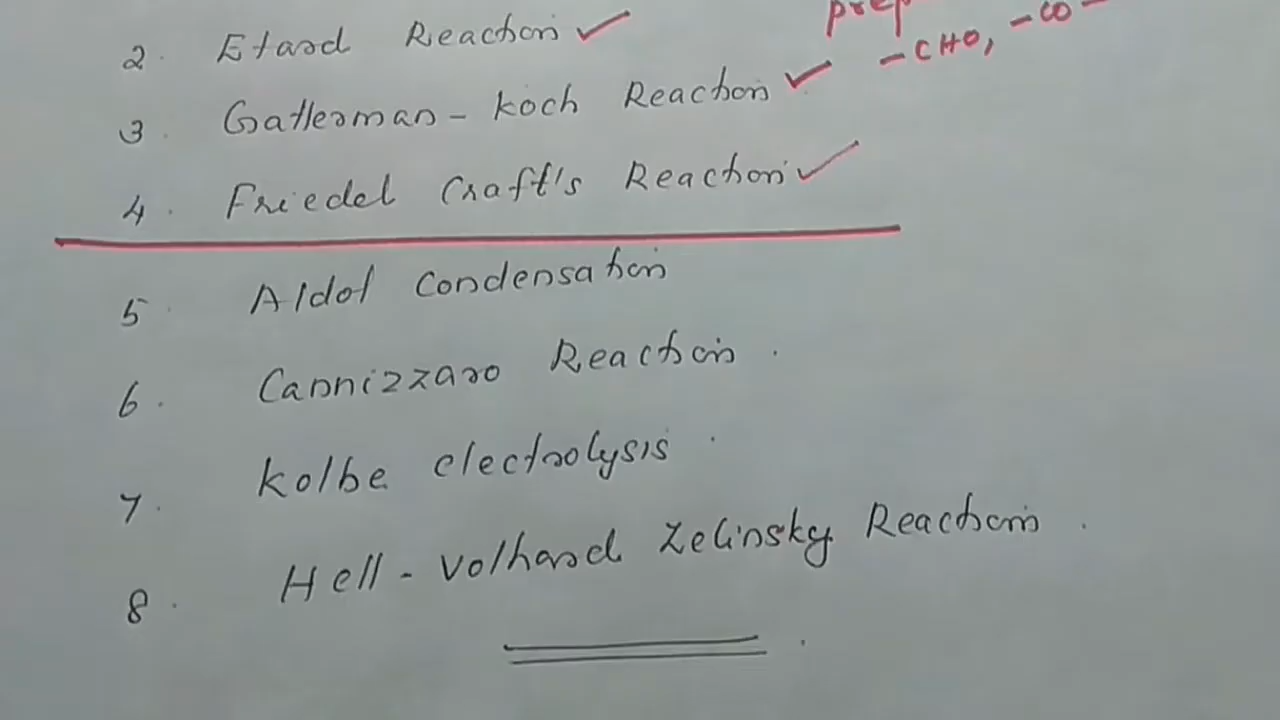 prep
-CHO, -CO-
2. Etard Reaction ✓
3. Gatterman - Koch Reaction ✓
4. Friedel Craft's Reaction ✓
5. Aldol Condensation
6. Cannizzaro Reaction.
7. Kolbe electrolysis.
8. Hell - Volhard Zelinsky Reaction.